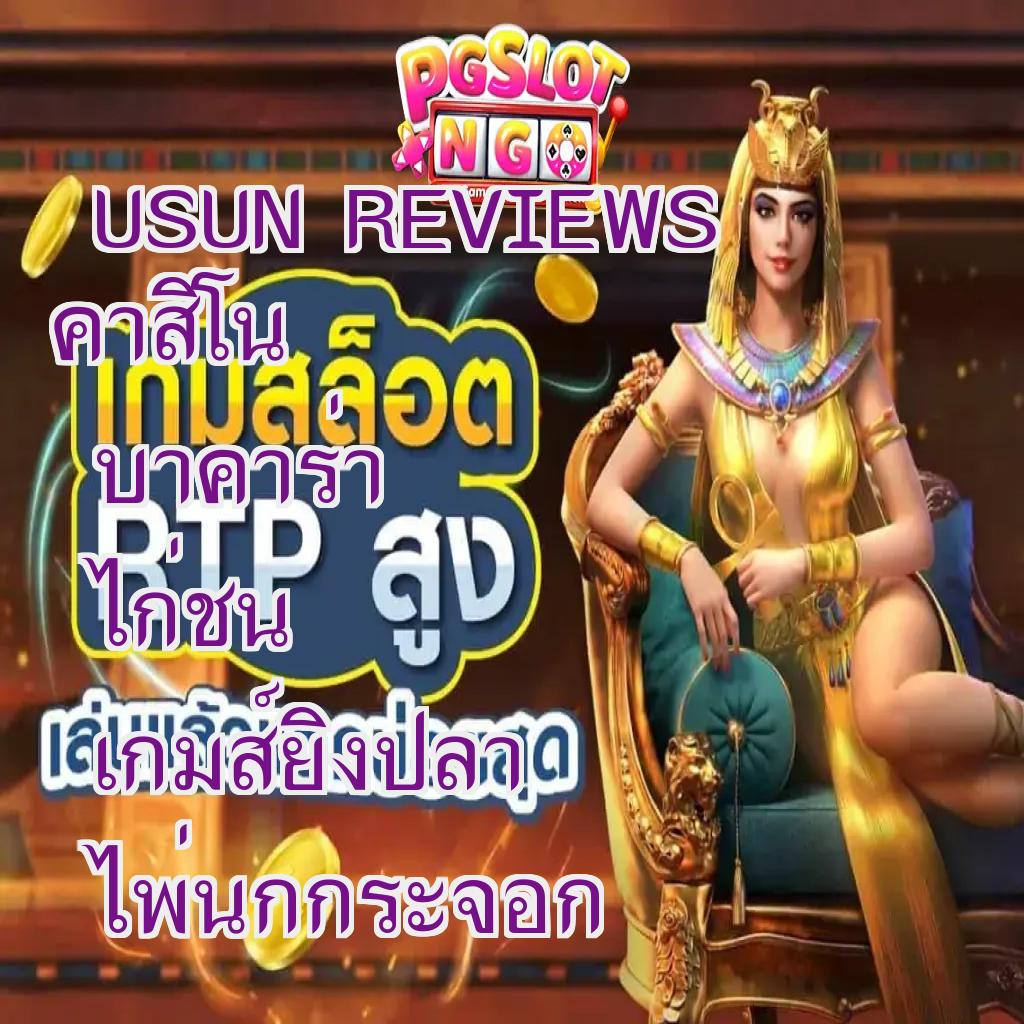 PGSLOT
NGO
USUN REVIEWS
คาสิโน
เกมสล็อต
บาคาร่า
RTP สูง
ไก่ชน
เกมส์ยิงปลา
ไพ่นกกระจอก